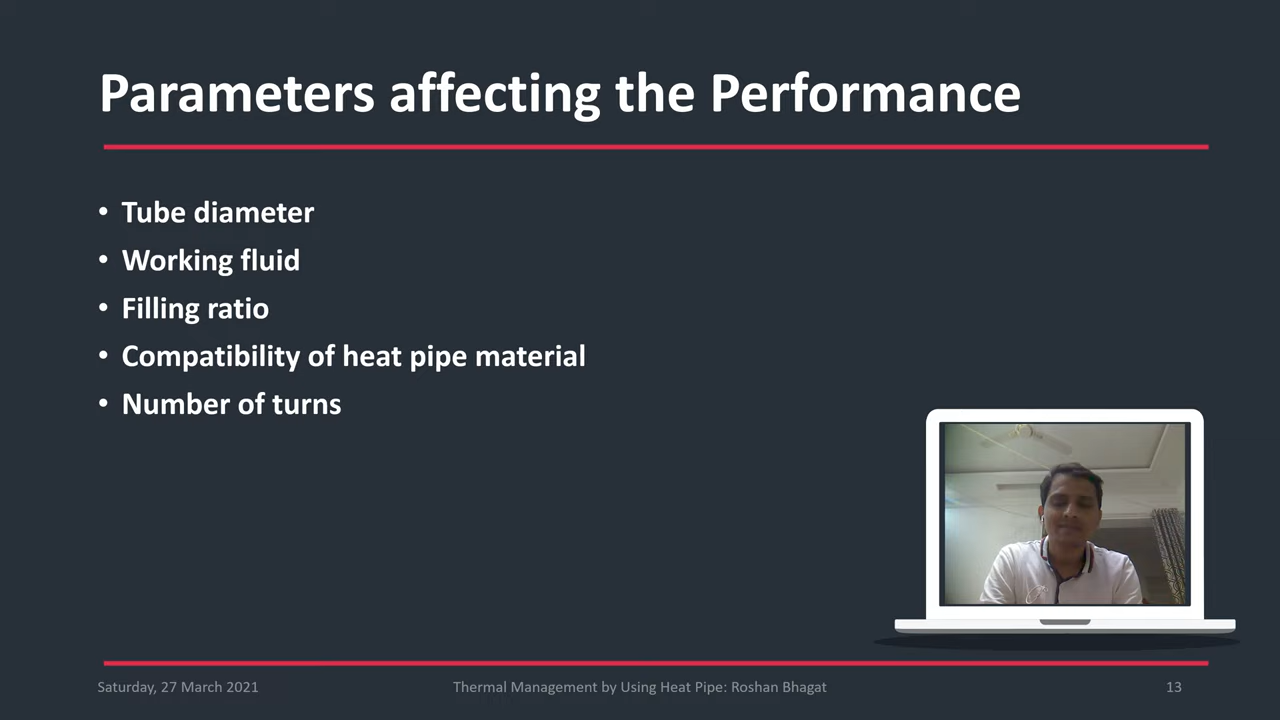 Parameters affecting the Performance
• Tube diameter
• Working fluid
• Filling ratio
• Compatibility of heat pipe material
• Number of turns
Saturday, 27 March 2021
Thermal Management by Using Heat Pipe: Roshan Bhagat
13